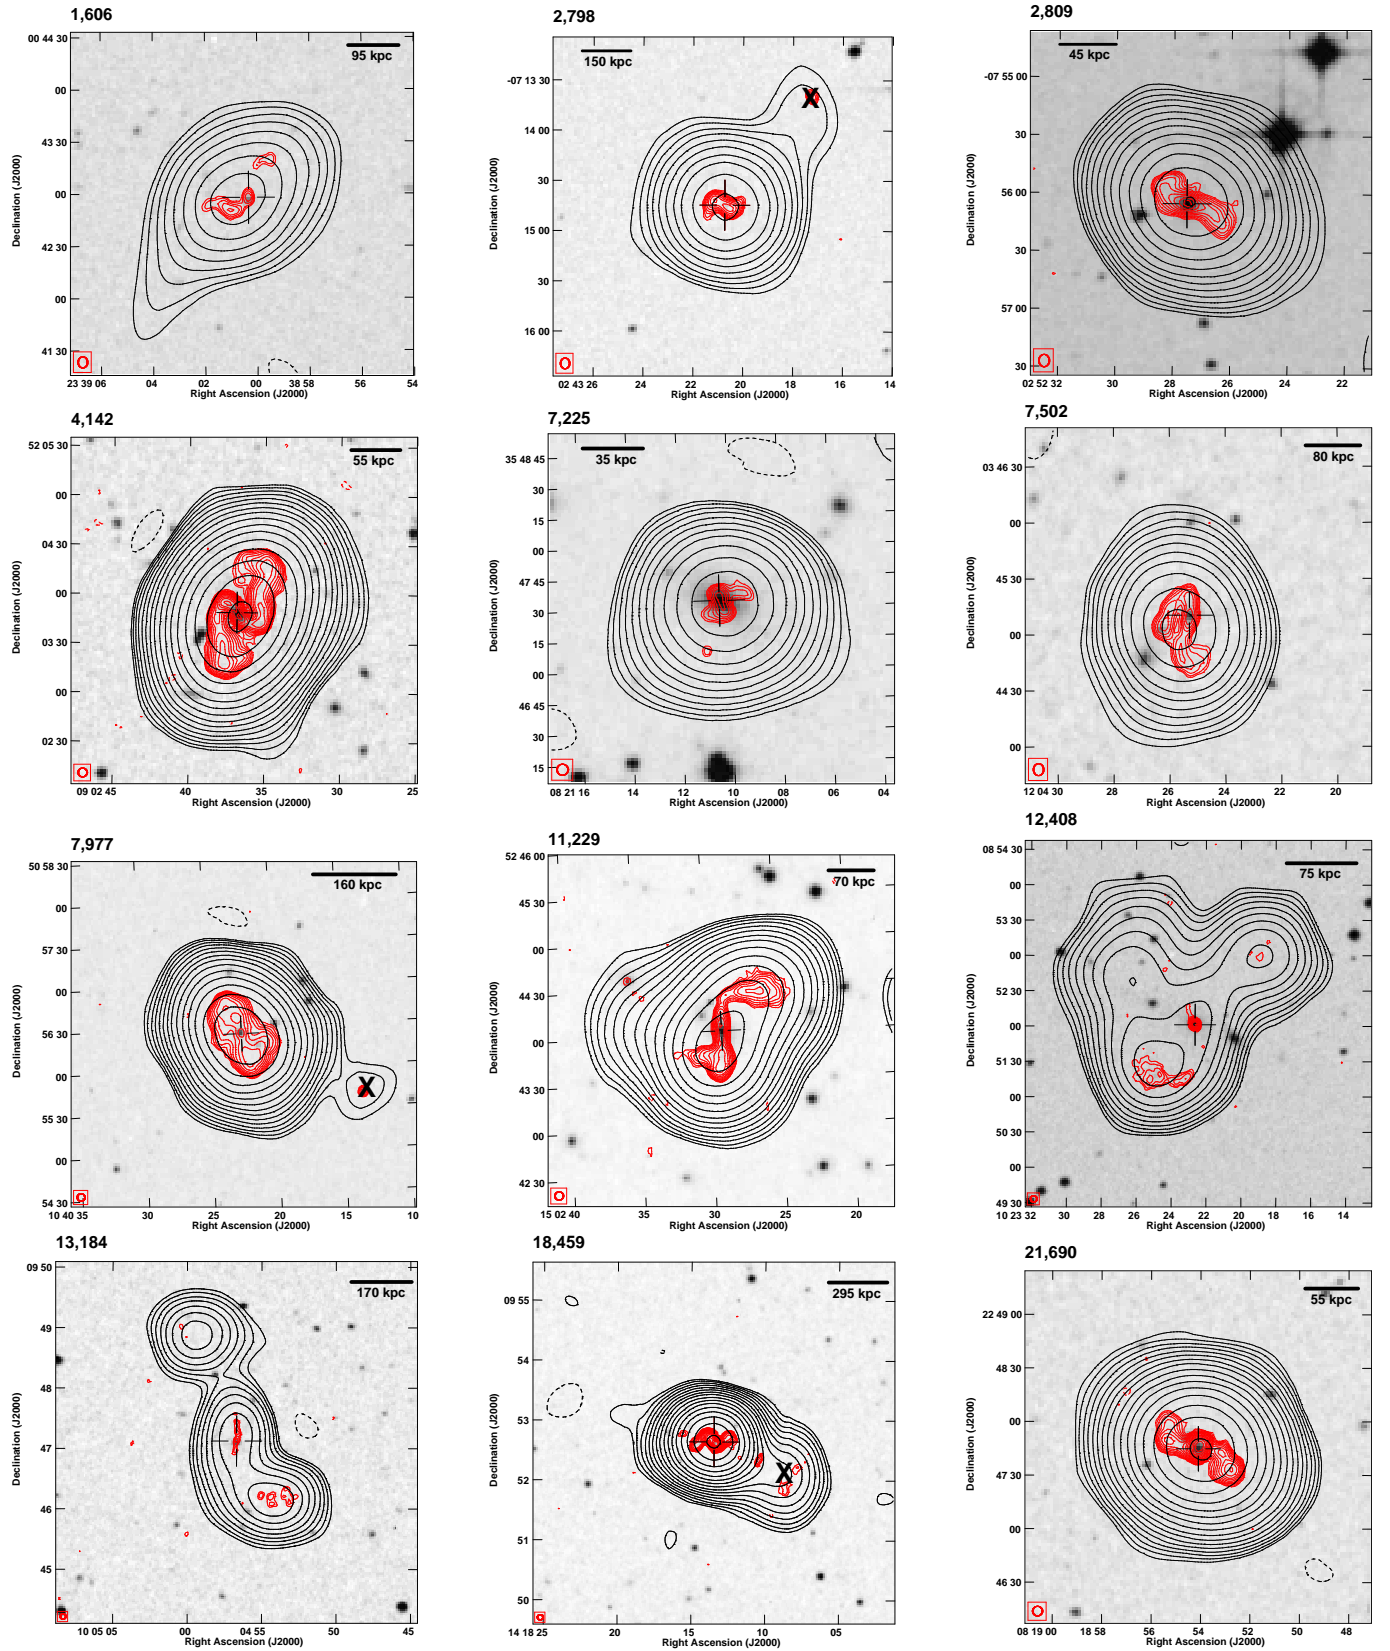 1,606
95 kpc
00 44 30
00
43 30
00
42 30
00
41 30
23 39 06 04 02 00 38 58 56 54
Declination (J2000)
Right Ascension (J2000)
2,798
150 kpc
X
-07 13 30
14 00
30
15 00
30
16 00
02 43 26 24 22 20 18 16 14
Declination (J2000)
Right Ascension (J2000)
2,809
45 kpc
-07 55 00
30
56 00
30
57 00
30
02 52 32 30 28 26 24 22
Declination (J2000)
Right Ascension (J2000)
4,142
55 kpc
52 05 30
00
04 30
00
03 30
00
02 30
09 02 45 40 35 30 25
Declination (J2000)
Right Ascension (J2000)
7,225
35 kpc
35 48 45
30
15
00
47 45
30
15
00
46 45
30
15
08 21 16 14 12 10 08 06 04
Declination (J2000)
Right Ascension (J2000)
7,502
80 kpc
03 46 30
00
45 30
00
44 30
00
12 04 30 28 26 24 22 20
Declination (J2000)
Right Ascension (J2000)
7,977
160 kpc
X
50 58 30
00
57 30
00
56 30
00
55 30
00
54 30
10 40 35 30 25 20 15 10
Declination (J2000)
Right Ascension (J2000)
11,229
70 kpc
52 46 00
45 30
00
44 30
00
43 30
00
42 30
15 02 40 35 30 25 20
Declination (J2000)
Right Ascension (J2000)
12,408
75 kpc
08 54 30
00
53 30
00
52 30
00
51 30
00
50 30
00
49 30
10 23 32 30 28 26 24 22 20 18 16 14
Declination (J2000)
Right Ascension (J2000)
13,184
170 kpc
09 50
49
48
47
46
45
10 05 05 00 04 55 50 45
Declination (J2000)
Right Ascension (J2000)
18,459
295 kpc
X
09 55
54
53
52
51
50
14 18 25 20 15 10 05
Declination (J2000)
Right Ascension (J2000)
21,690
55 kpc
22 49 00
48 30
00
47 30
00
46 30
08 19 00 18 58 56 54 52 50 48
Declination (J2000)
Right Ascension (J2000)